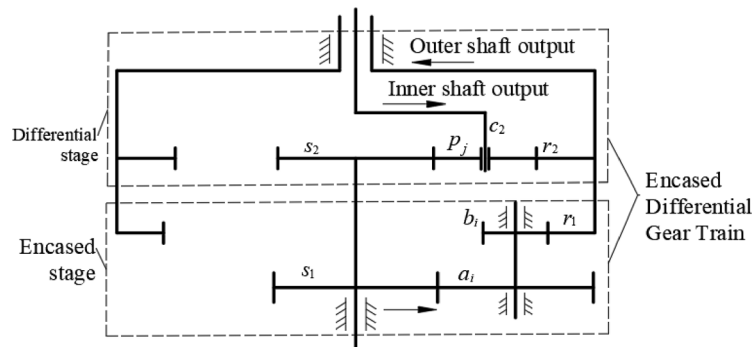 Outer shaft output
Inner shaft output
c2
Differential
stage
s2
pj
r2
Encased
Differential
Gear Train
bi
r1
Encased
stage
s1
ai